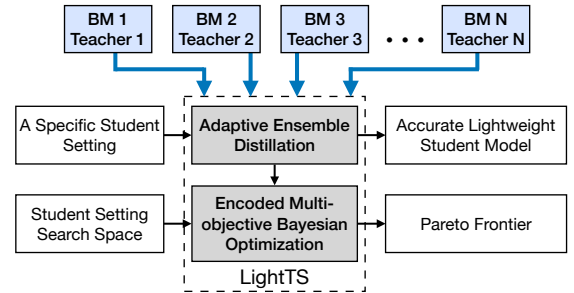 BM 1
Teacher 1
BM 2
Teacher 2
BM 3
Teacher 3
• • •
BM N
Teacher N
A Specific Student
Setting
Adaptive Ensemble
Distillation
Accurate Lightweight
Student Model
Student Setting
Search Space
Encoded Multi-
objective Bayesian
Optimization
Pareto Frontier
LightTS